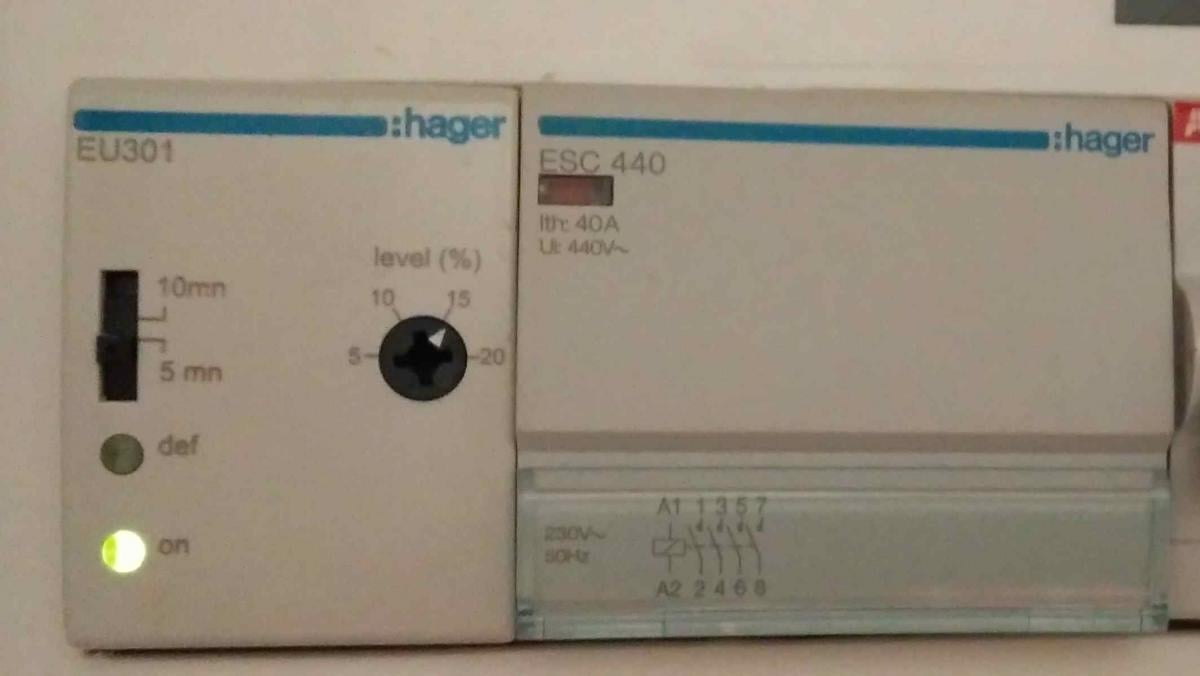 :hager
EU301
level (%)
10 15
5 20
10mn
5 mn
def
on
:hager
ESC 440
Ith: 40A
Ui: 440V~
230V~
50Hz
A1 1 3 5 7
A2 2 4 6 8